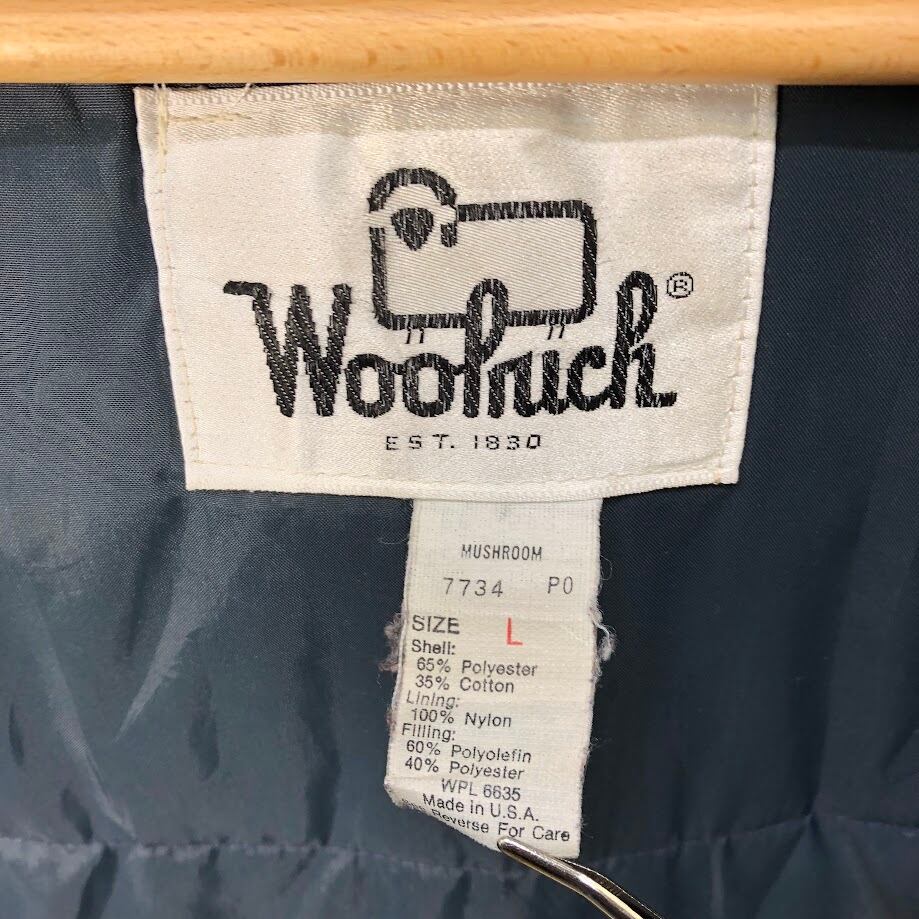 Woolrich®
EST. 1830
MUSHROOM
7734 PO
SIZE L
Shell:
65% Polyester
35% Cotton
Lining:
100% Nylon
Filling:
60% Polyolefin
40% Polyester
WPL 6635
Made in U.S.A.
Reverse For Care